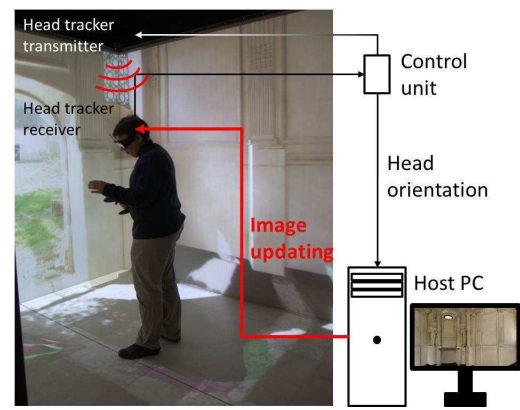 Head tracker
transmitter
Head tracker
receiver
Control
unit
Head
orientation
Image
updating
Host PC